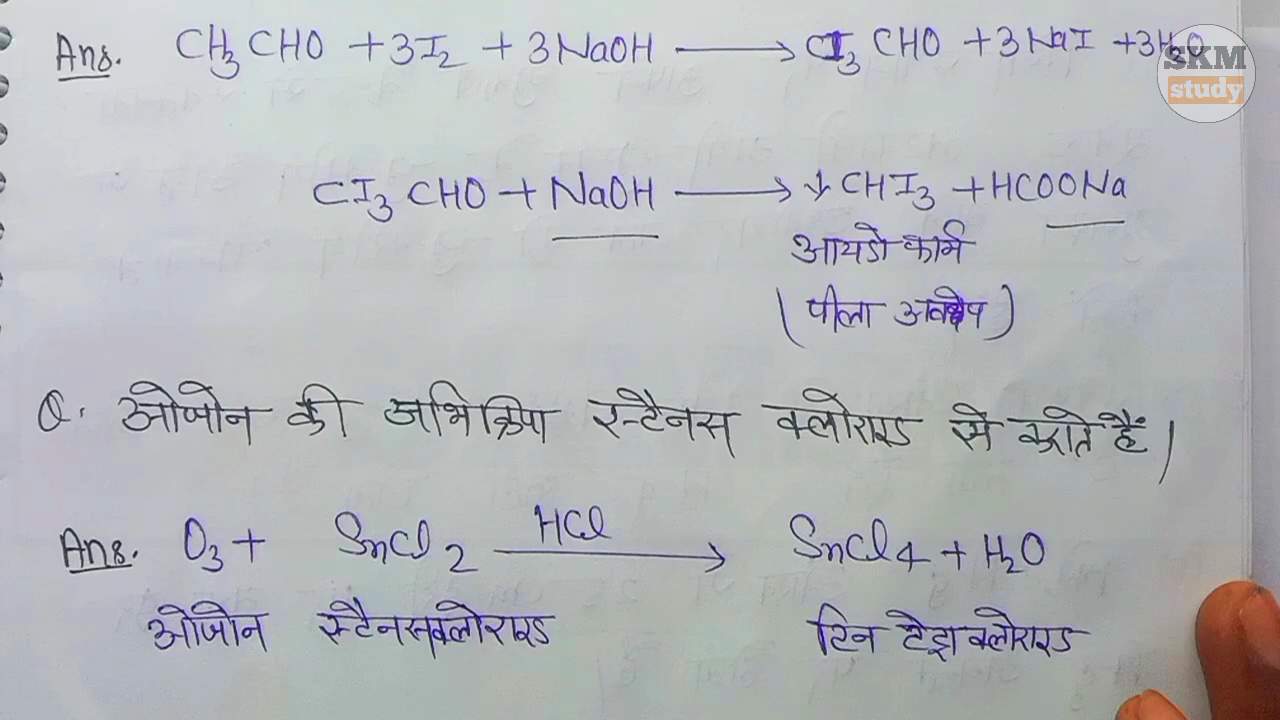 Ans. CH3CHO + 3I2 + 3NaOH ⟶ CI3CHO + 3NaI + 3H2O
SKM
study
CI3CHO + NaOH ⟶ ↓ CHI3 + HCOONa
आयडो फार्म
(पीला अवक्षेप)
Q. ओजोन की अभिक्रिया स्टैनस क्लोराइड से कराते हैं।
Ans. O3 + SnCl2 HCl⟶ SnCl4 + H2O
ओजोन स्टैनसक्लोराइड टिन टेट्राक्लोराइड